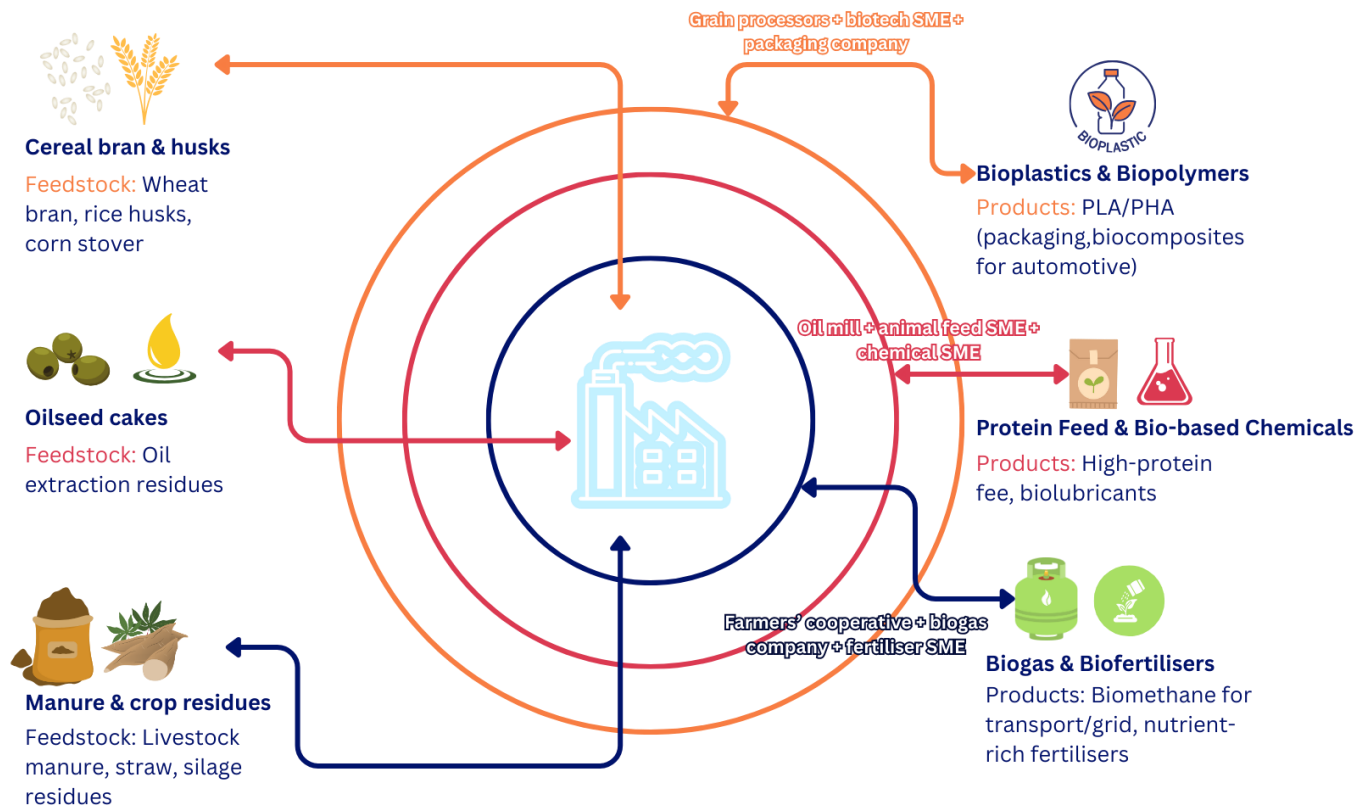 Grain processors + biotech SME +
packaging company
Cereal bran & husks
Feedstock: Wheat
bran, rice husks,
corn stover
BIOPLASTIC
Bioplastics & Biopolymers
Products: PLA/PHA
(packaging,biocomposites
for automotive)
Oilseed cakes
Feedstock: Oil
extraction residues
Oil mill + animal feed SME +
chemical SME
Protein Feed & Bio-based Chemicals
Products: High-protein
fee, biolubricants
Manure & crop residues
Feedstock: Livestock
manure, straw, silage
residues
Farmers’ cooperative + biogas
company + fertiliser SME
Biogas & Biofertilisers
Products: Biomethane for
transport/grid, nutrient-
rich fertilisers